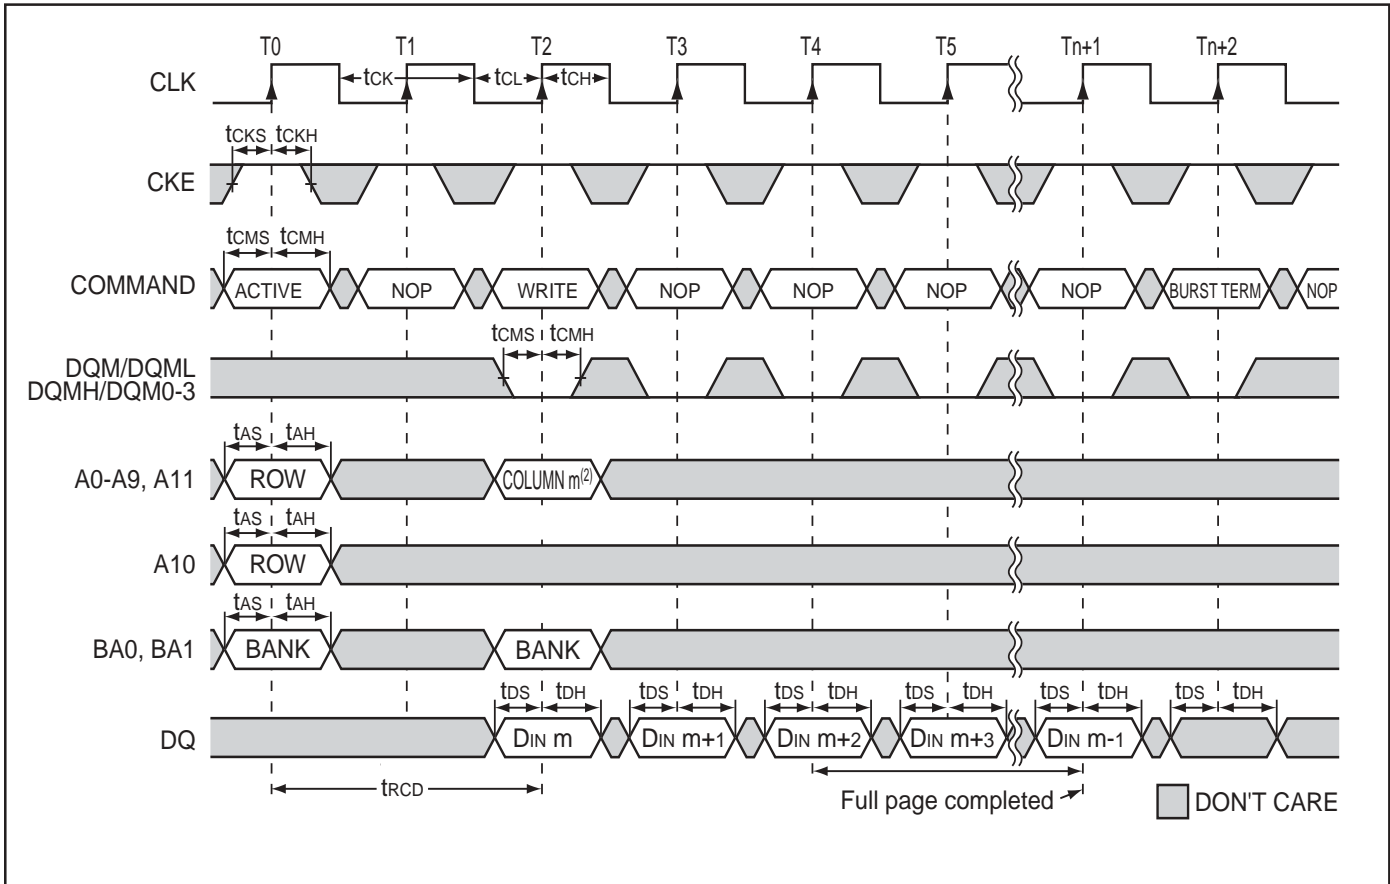 T0 T1 T2 T3 T4 T5 Tn+1 Tn+2
CLK tCK tCL tCH
tCKS tCKH
CKE
tCMS tCMH
COMMAND ACTIVE NOP WRITE NOP NOP NOP NOP BURST TERM NOP
tCMS tCMH
DQM/DQML
DQMH/DQM0-3
tAS tAH
A0-A9, A11 ROW COLUMN m(2)
tAS tAH
A10 ROW
tAS tAH
BA0, BA1 BANK BANK
tDS tDH tDS tDH tDS tDH tDS tDH tDS tDH tDS tDH
DQ DIN m DIN m+1 DIN m+2 DIN m+3 DIN m-1
tRCD
Full page completed DON'T CARE